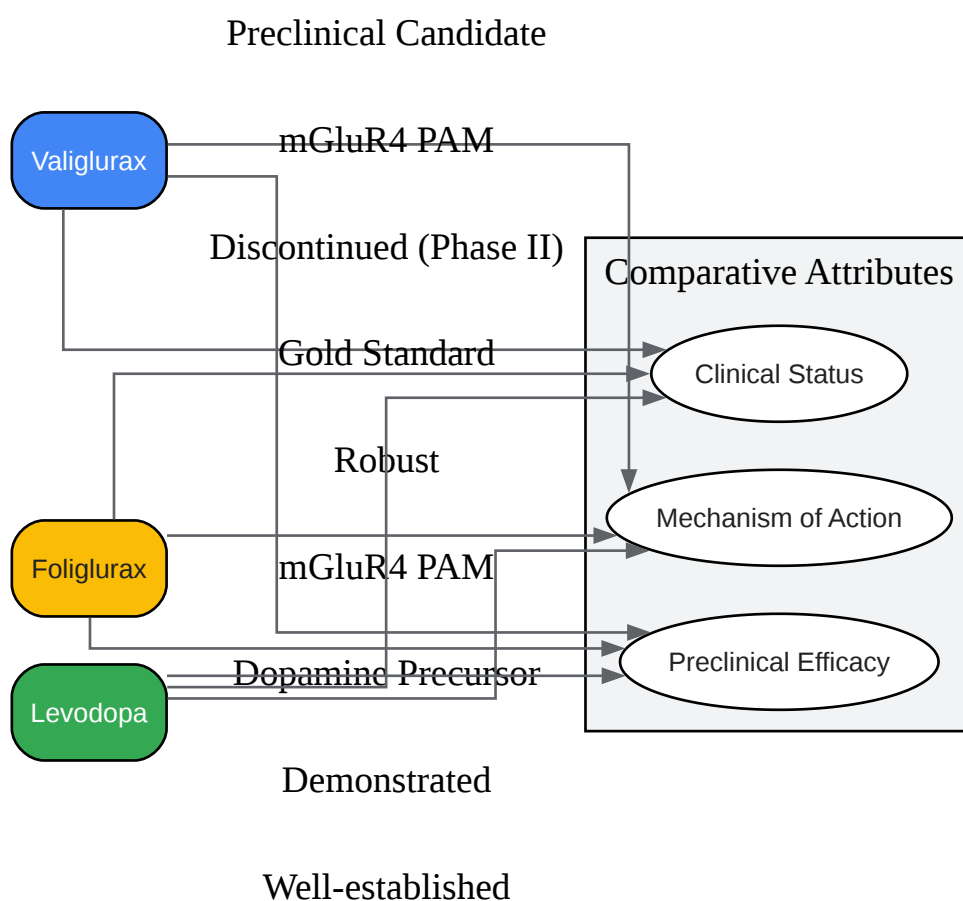 Preclinical Candidate
mGluR4 PAM
Valiglurax
Discontinued (Phase II)
Comparative Attributes
Gold Standard
Clinical Status
Robust
Mechanism of Action
mGluR4 PAM
Foliglurax
Preclinical Efficacy
Dopamine Precursor
Levodopa
Demonstrated
Well-established